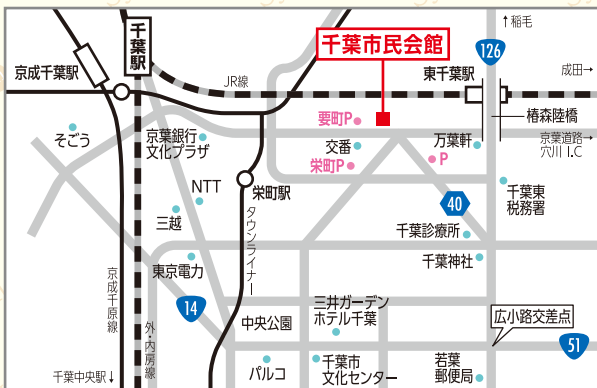 ↑稲毛
千葉駅
千葉市民会館
126
京成千葉駅
東千葉駅
成田→
JR線
椿森陸橋
要町P
そごう
京葉銀行
文化プラザ
交番
万葉軒
京葉道路→
穴川 I.C
栄町P
P
NTT
栄町駅
千葉東
税務署
40
三越
タウンライナー
千葉診療所
東京電力
千葉神社
京成千原線
14
外・内房線
三井ガーデン
ホテル千葉
中央公園
広小路交差点
51
パルコ
千葉市
文化センター
若葉
郵便局
千葉中央駅↓